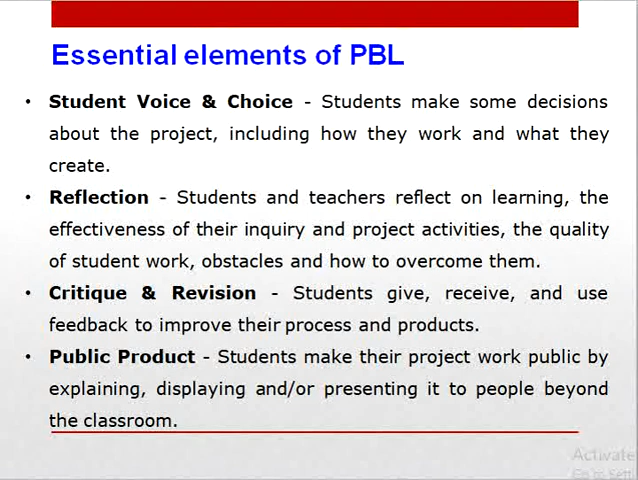 Essential elements of PBL
• Student Voice & Choice - Students make some decisions
about the project, including how they work and what they
create.
• Reflection - Students and teachers reflect on learning, the
effectiveness of their inquiry and project activities, the quality
of student work, obstacles and how to overcome them.
• Critique & Revision - Students give, receive, and use
feedback to improve their process and products.
• Public Product - Students make their project work public by
explaining, displaying and/or presenting it to people beyond
the classroom.
Activate
Go to Setti